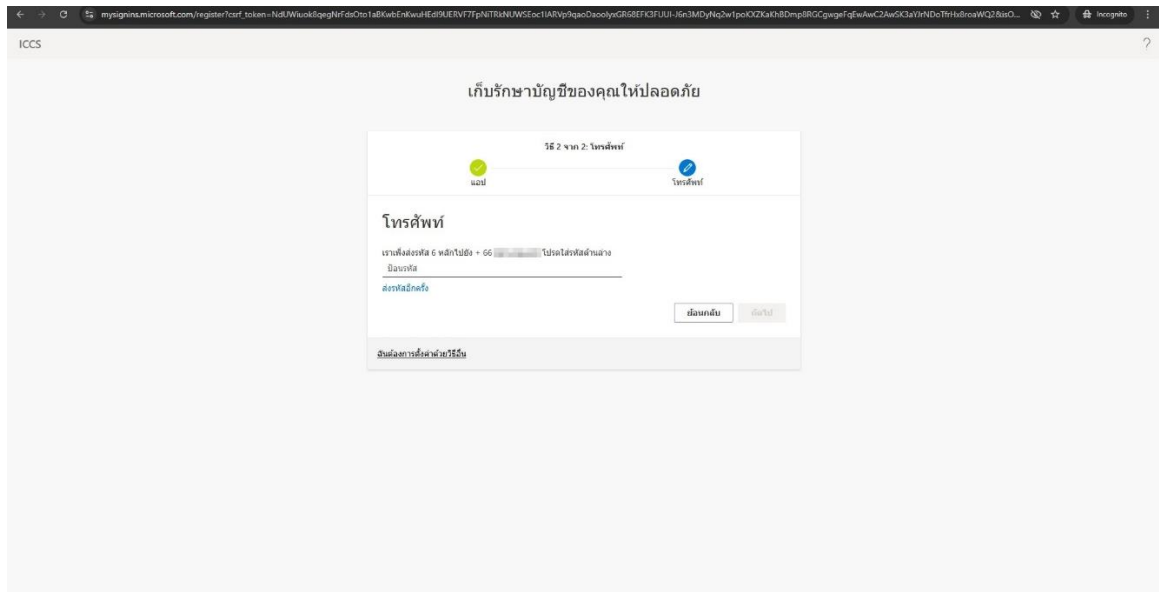 mysignins.microsoft.com/register?csrf_token=
Incognito
ICCS
?
เก็บรักษาบัญชีของคุณให้ปลอดภัย
วิธี 2 จาก 2: โทรศัพท์
แอป
โทรศัพท์
โทรศัพท์
เราเพิ่งส่งรหัส 6 หลักไปยัง + 66 โปรดใส่รหัสด้านล่าง
ป้อนรหัส
ส่งรหัสอีกครั้ง
ย้อนกลับ
ถัดไป
ฉันต้องการตั้งค่าด้วยวิธีอื่น